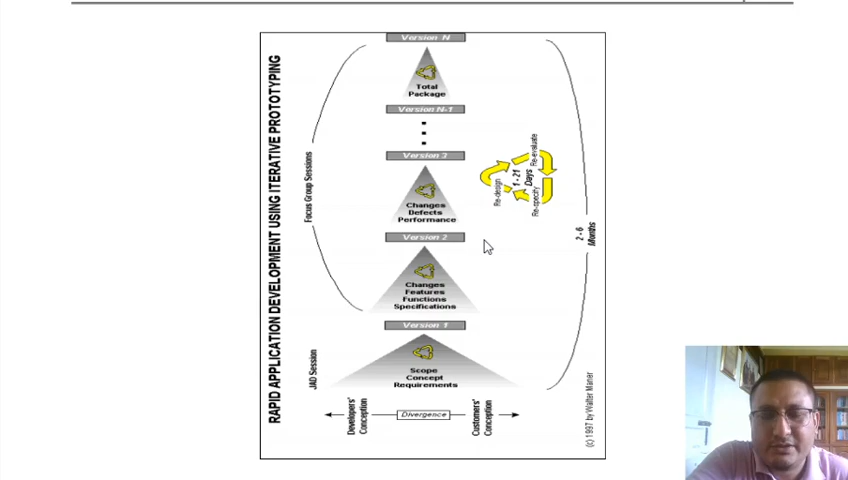 RAPID APPLICATION DEVELOPMENT USING ITERATIVE PROTOTYPING
Version N
Total
Package
Version N-1
Version 3
Changes
Defects
Performance
Version 2
Changes
Features
Functions
Specifications
Version 1
Scope
Concept
Requirements
Focus Group Sessions
JAD Session
Developers'
Conception
Divergence
Customers'
Conception
Re-design
1 - 21
Days
Re-evaluate
Re-specify
2 - 6
Months
(c) 1997 by Walter Maner